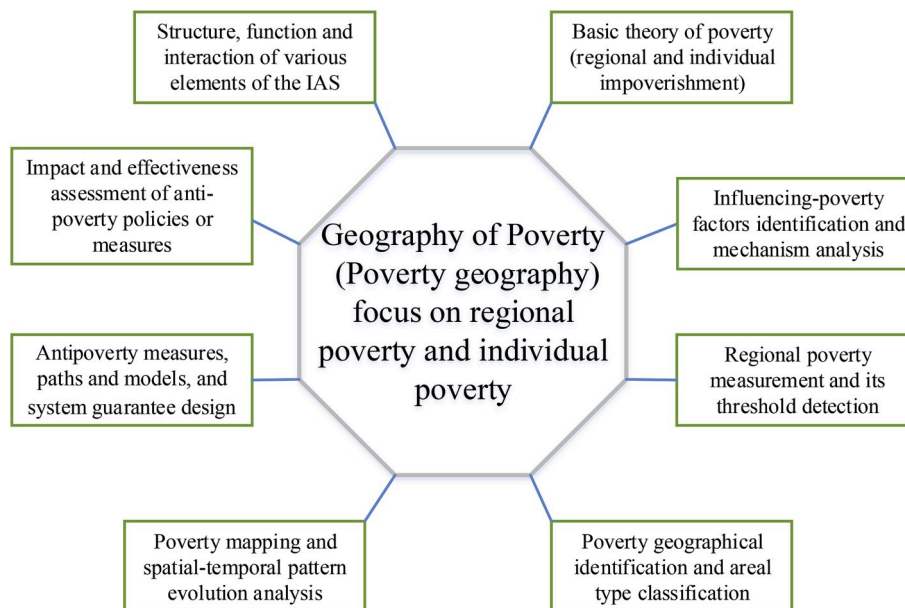 Structure, function and
interaction of various
elements of the IAS
Basic theory of poverty
(regional and individual
impoverishment)
Impact and effectiveness
assessment of anti-
poverty policies or
measures
Influencing-poverty
factors identification and
mechanism analysis
Geography of Poverty
(Poverty geography)
focus on regional
poverty and individual
poverty
Antipoverty measures,
paths and models, and
system guarantee design
Regional poverty
measurement and its
threshold detection
Poverty mapping and
spatial-temporal pattern
evolution analysis
Poverty geographical
identification and areal
type classification